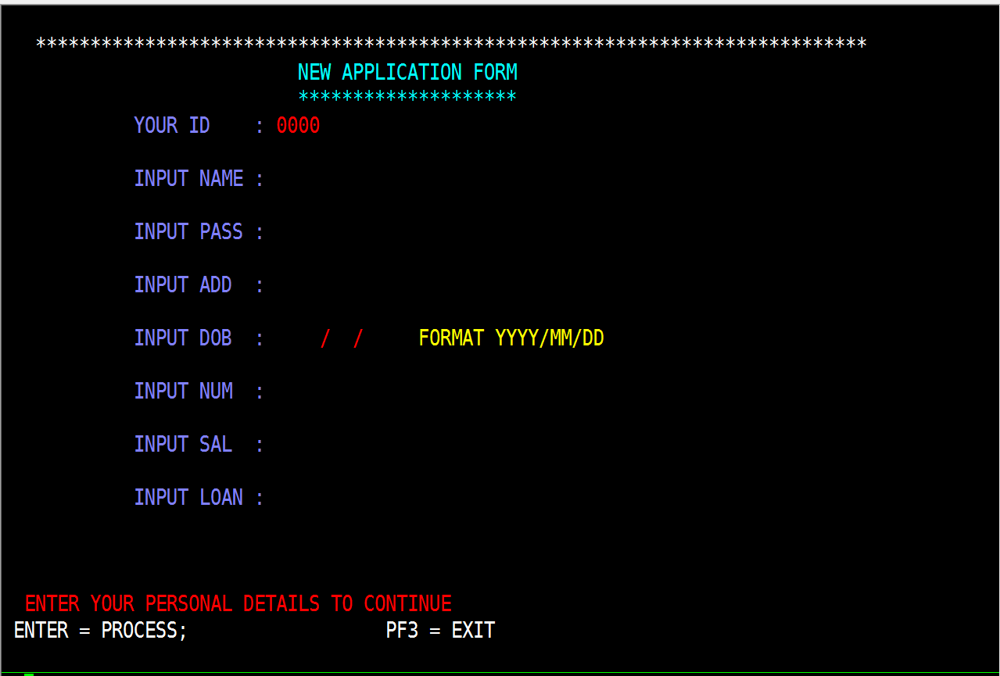 ****************************************************************************
NEW APPLICATION FORM
********************
YOUR ID    : 0000
INPUT NAME :
INPUT PASS :
INPUT ADD  :
INPUT DOB  :     /  /     FORMAT YYYY/MM/DD
INPUT NUM  :
INPUT SAL  :
INPUT LOAN :
ENTER YOUR PERSONAL DETAILS TO CONTINUE
ENTER = PROCESS;                  PF3 = EXIT